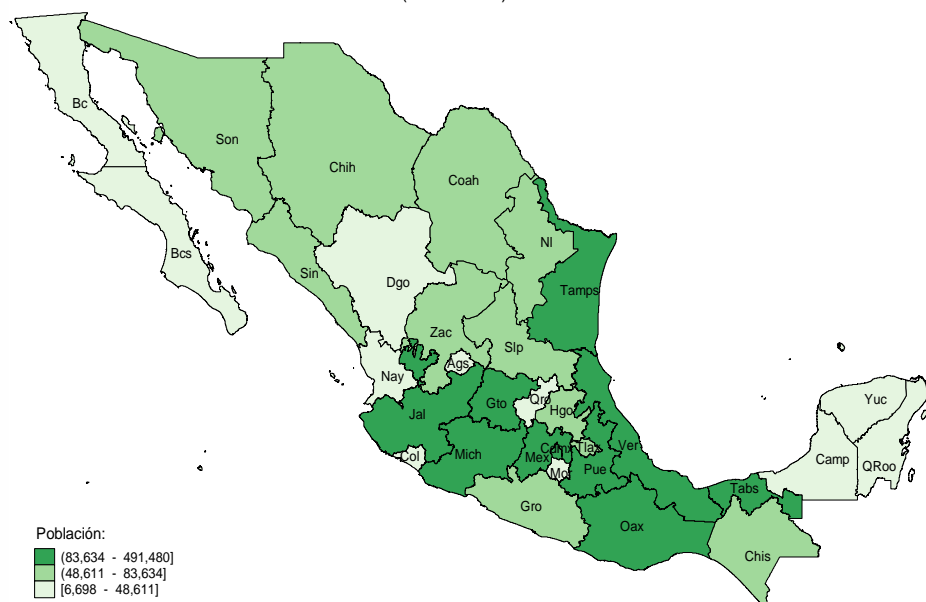 Bc
Son
Chih
Coah
Nl
Bcs
Sin
Dgo
Tamps
Zac
Slp
Nay
Ags
Yuc
Jal
Gto
Qro
Hgo
Col
Mich
Mex
Cdmx
Tlax
Ver
Camp
QRoo
Mor
Pue
Tabs
Gro
Oax
Chis
Población:
(83,634 - 491,480]
(48,611 - 83,634]
[6,698 - 48,611]